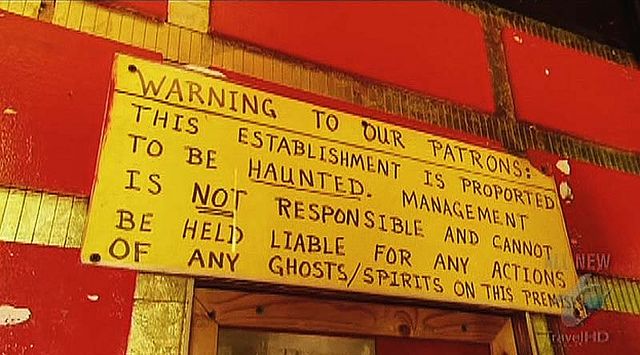 WARNING TO OUR PATRONS:
THIS ESTABLISHMENT IS PROPORTED
TO BE HAUNTED. MANAGEMENT
IS NOT RESPONSIBLE AND CANNOT
BE HELD LIABLE FOR ANY ACTIONS
OF ANY GHOSTS/SPIRITS ON THIS PREMISES
NEW
TravelHD